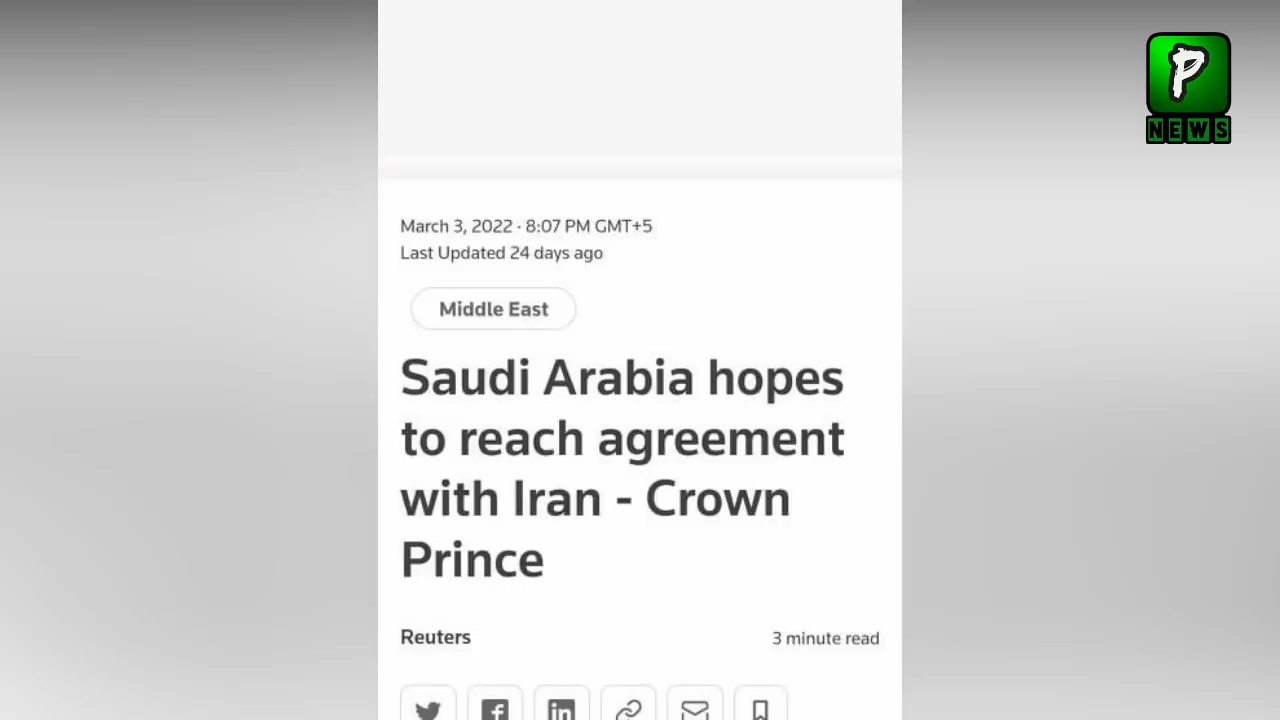 P
NEWS
March 3, 2022 · 8:07 PM GMT+5
Last Updated 24 days ago
Middle East
Saudi Arabia hopes
to reach agreement
with Iran - Crown
Prince
Reuters
3 minute read